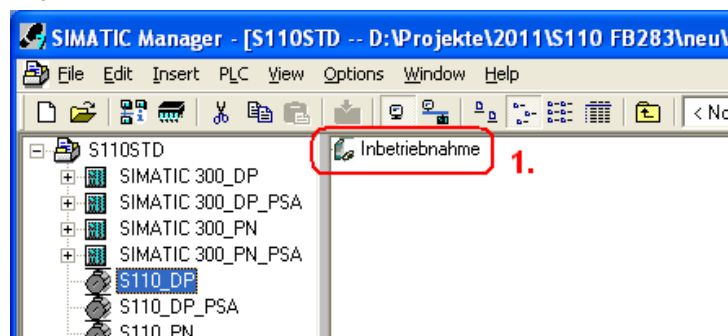 SIMATIC Manager - [S110STD -- D:\Projekte\2011\S110 FB283\neu\
File Edit Insert PLC View Options Window Help
< No
S110STD
Inbetriebnahme
1.
SIMATIC 300_DP
SIMATIC 300_DP_PSA
SIMATIC 300_PN
SIMATIC 300_PN_PSA
S110_DP
S110_DP_PSA
S110_PN